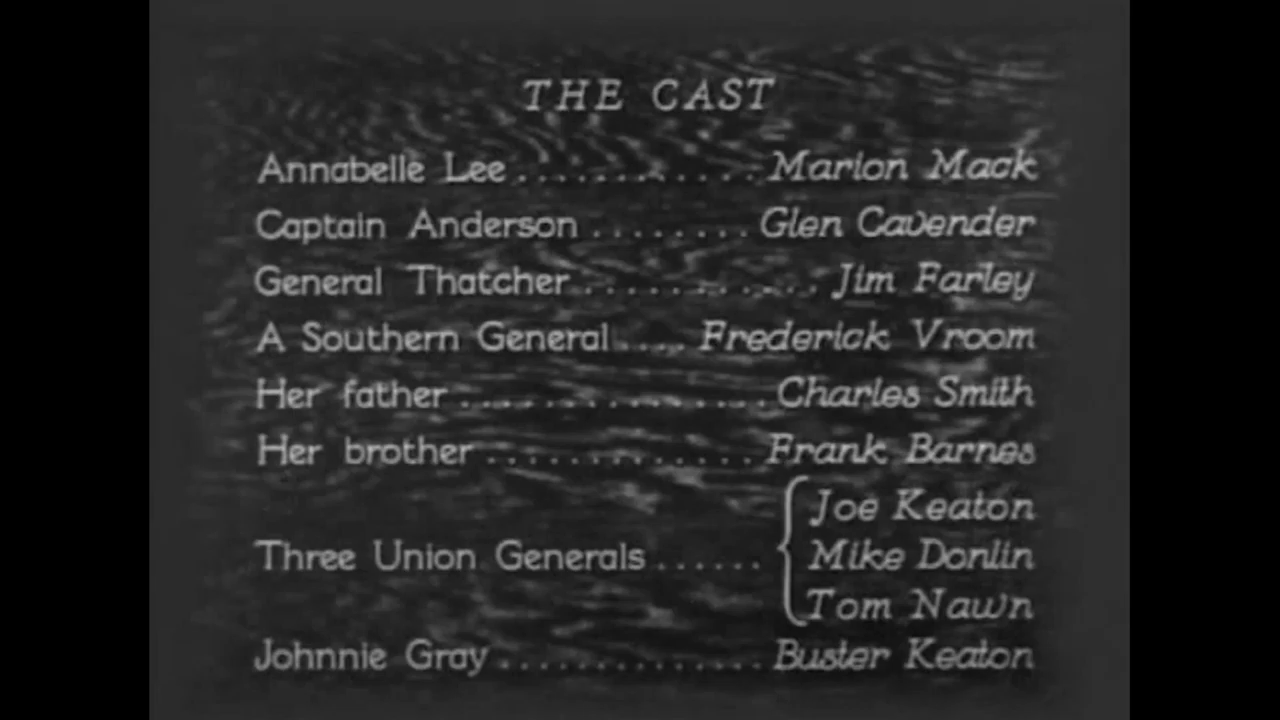 THE CAST
Annabelle Lee ............. Marion Mack
Captain Anderson ........ Glen Cavender
General Thatcher ............ Jim Farley
A Southern General .... Frederick Vroom
Her father ................ Charles Smith
Her brother .............. Frank Barnes
Joe Keaton
Three Union Generals ...... Mike Donlin
Tom Nawn
Johnnie Gray .............. Buster Keaton